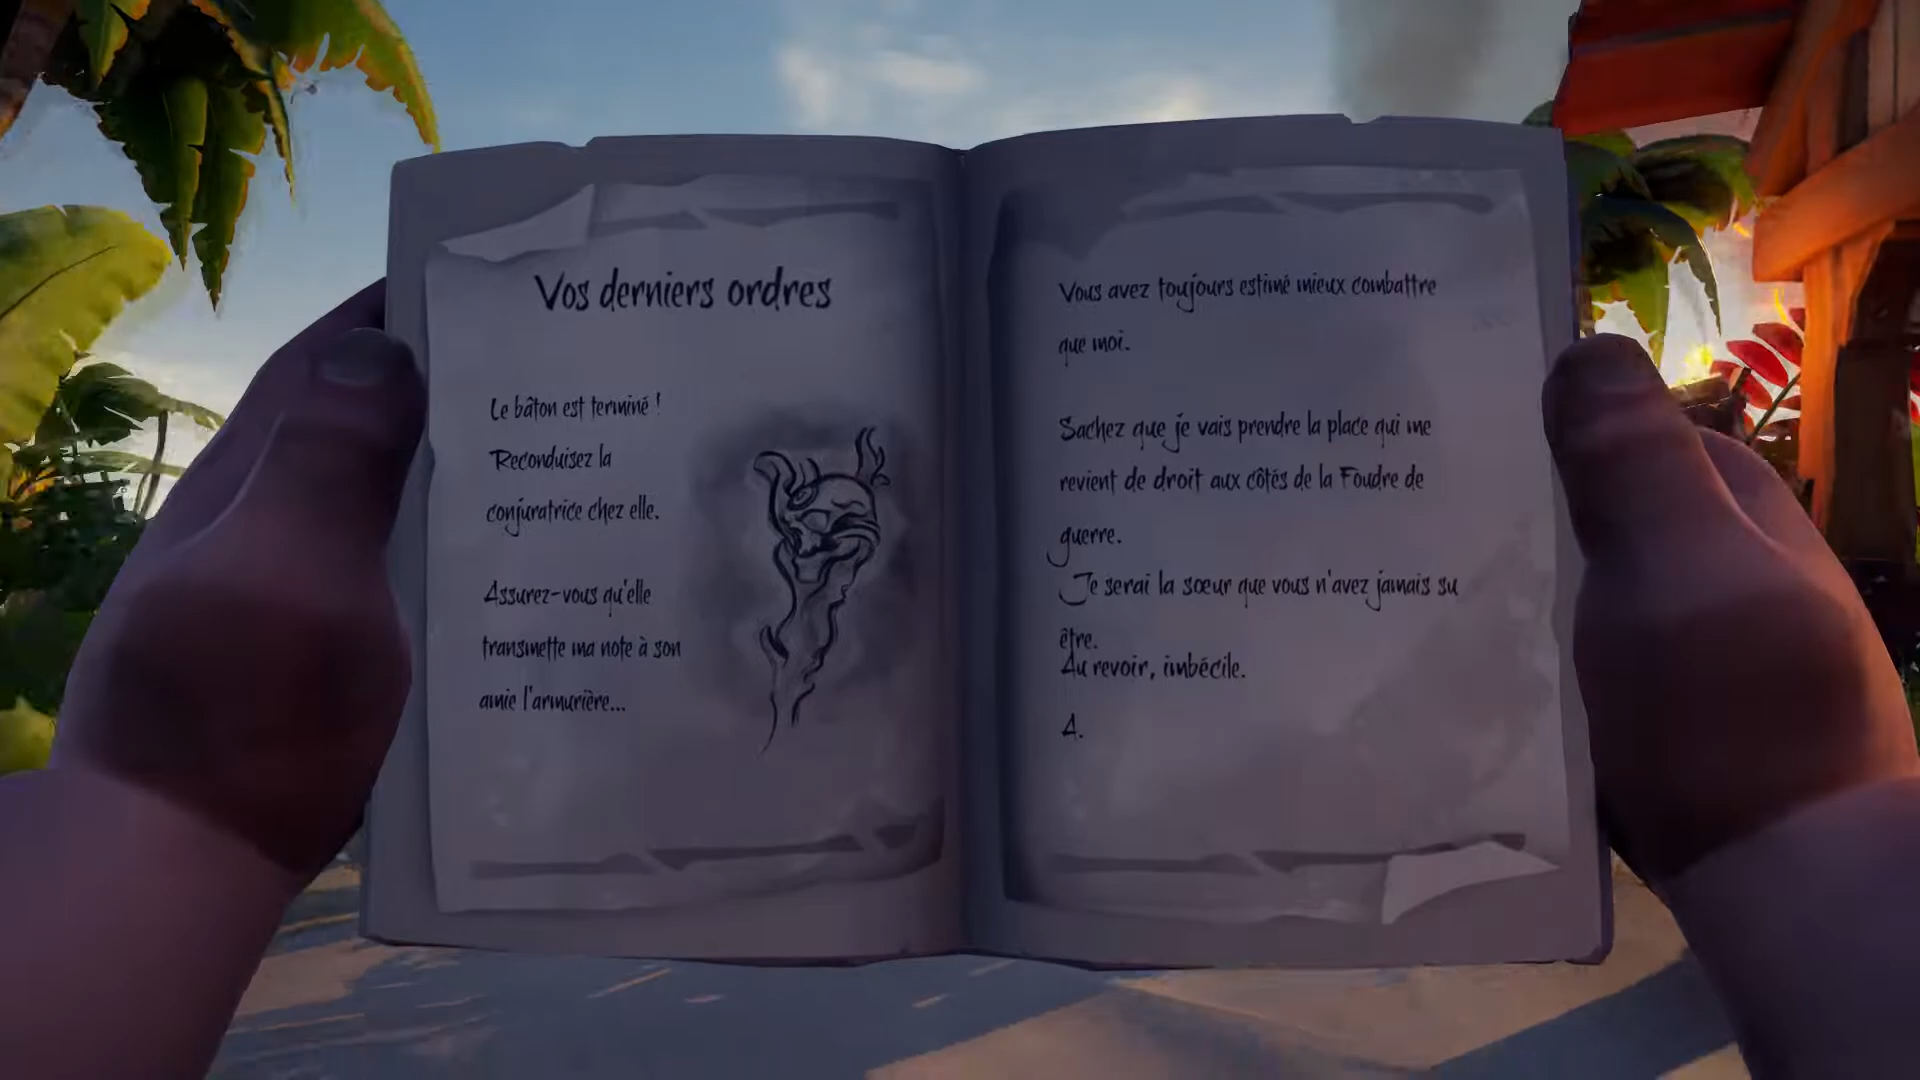 Vos derniers ordres
Le bâton est terminé !
Reconduisez la
conjuratrice chez elle.
Assurez-vous qu'elle
transmette ma note à son
amie l'armurière...
Vous avez toujours estimé mieux combattre
que moi.
Sachez que je vais prendre la place qui me
revient de droit aux côtés de la Foudre de
guerre.
Je serai la sœur que vous n'avez jamais su
être.
Au revoir, imbécile.
A.